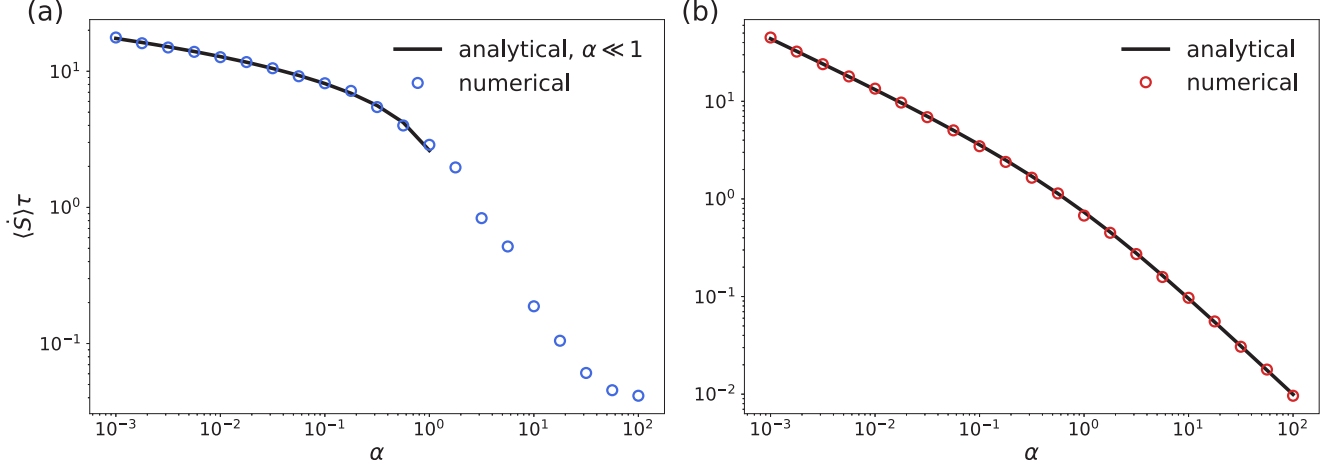 (a)
analytical, α ≪ 1
numerical
10¹
10⁰
10⁻¹
⟨Ṡ⟩τ
10⁻³ 10⁻² 10⁻¹ 10⁰ 10¹ 10²
α
(b)
analytical
numerical
10¹
10⁰
10⁻¹
10⁻²
10⁻³ 10⁻² 10⁻¹ 10⁰ 10¹ 10²
α